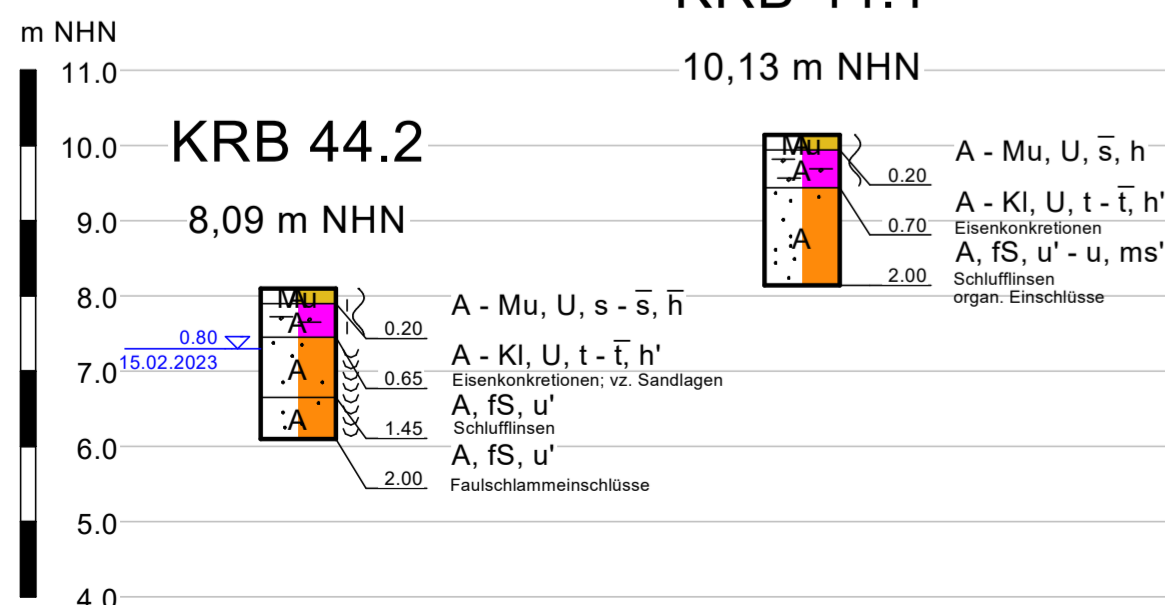 m NHN
11.0
10.0
9.0
8.0
7.0
6.0
5.0
4.0
KRB 44.2
8,09 m NHN
0.80
15.02.2023
Mu
A
A
A
A
0.20
A - Mu, U, s - s̅, h̅
0.65
A - Kl, U, t - t̅, h'
Eisenkonkretionen; vz. Sandlagen
1.45
A, fS, u'
Schlufflinsen
2.00
A, fS, u'
Faulschlammeinschlüsse
10,13 m NHN
Mu
A
A
A
0.20
A - Mu, U, s̅, h
0.70
A - Kl, U, t - t̅, h'
Eisenkonkretionen
2.00
A, fS, u' - u, ms'
Schlufflinsen
organ. Einschlüsse